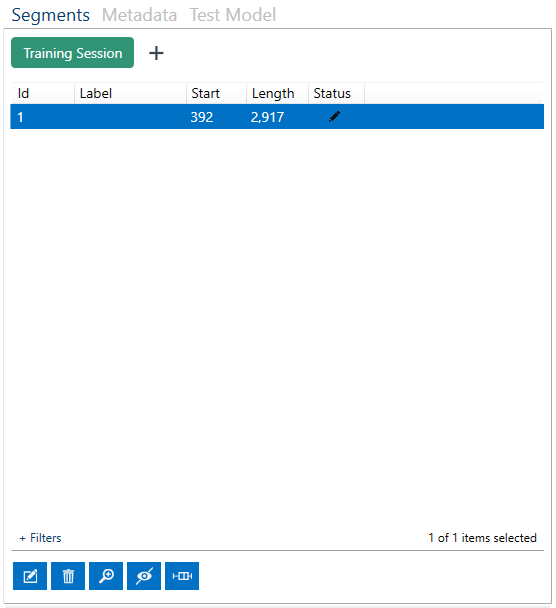 Segments Metadata Test Model
Training Session +
Id Label Start Length Status
1 392 2,917
+ Filters 1 of 1 items selected